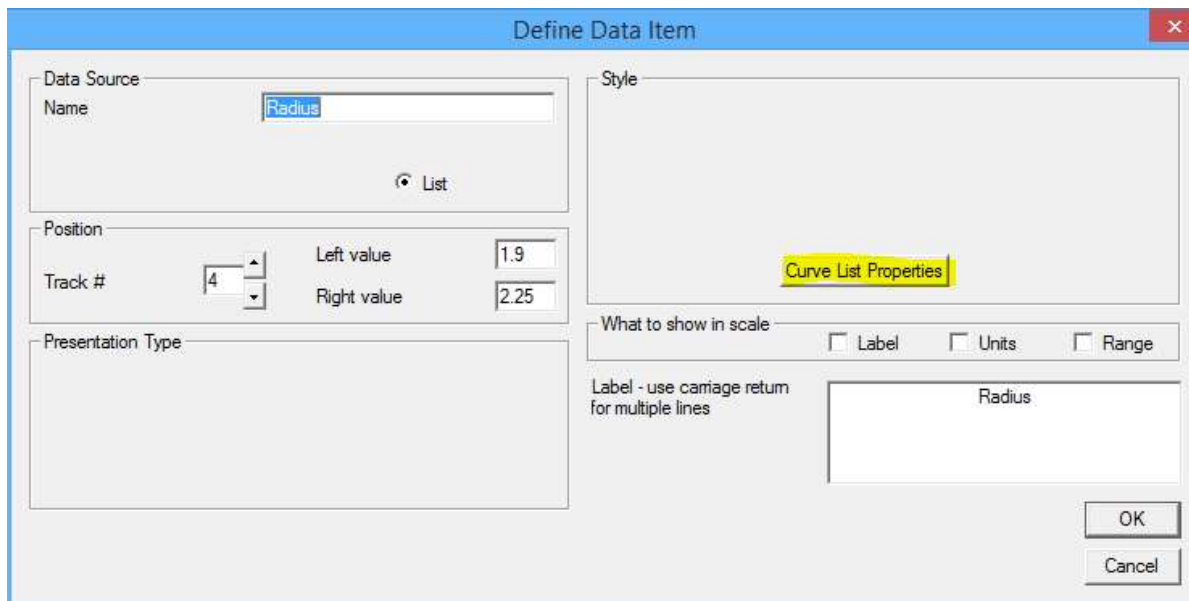 Define Data Item
Data Source
Name
Radius
List
Position
Track #
4
Left value
1.9
Right value
2.25
Presentation Type
Style
Curve List Properties
What to show in scale
Label
Units
Range
Label - use carriage return
for multiple lines
Radius
OK
Cancel